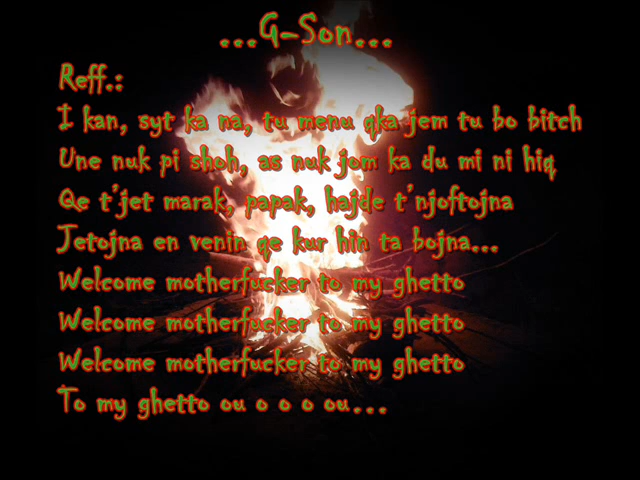 ...G-Son...
Reff.:
I kan, syt ka na, tu menu qka jem tu bo bitch
Une nuk pi shoh, as nuk jom ka du mi ni hiq
Qe t'jet marak, papak, hajde t'njoftojna
Jetojna en venin qe kur hin ta bojna...
Welcome motherfucker to my ghetto
Welcome motherfucker to my ghetto
Welcome motherfucker to my ghetto
To my ghetto ou o o o ou...